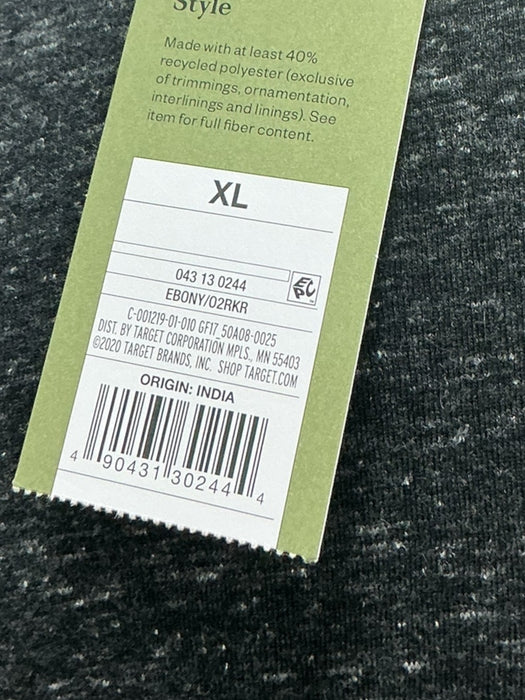 Style
Made with at least 40%
recycled polyester (exclusive
of trimmings, ornamentation,
interlinings and linings). See
item for full fiber content.
XL
043 13 0244
EBONY/02RKR
EPC
C-001219-01-010 GF17 50A08-0025
DIST. BY TARGET CORPORATION MPLS., MN 55403
©2020 TARGET BRANDS, INC. SHOP TARGET.COM
ORIGIN: INDIA
4 90431 30244 4